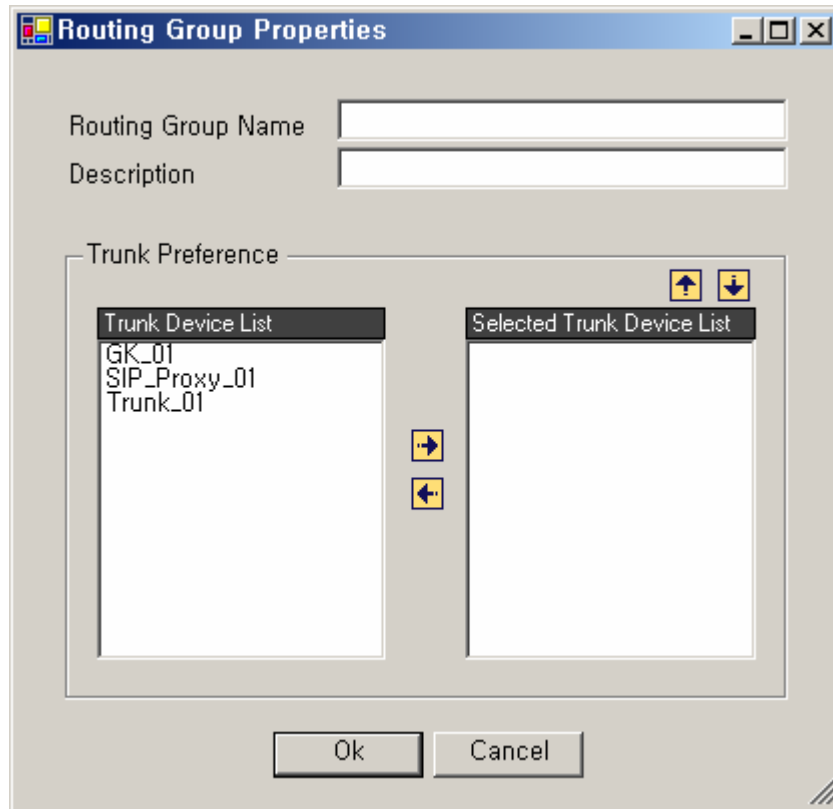 Routing Group Properties
Routing Group Name
Description
Trunk Preference
Trunk Device List
GK_01
SIP_Proxy_01
Trunk_01
Selected Trunk Device List
Ok
Cancel